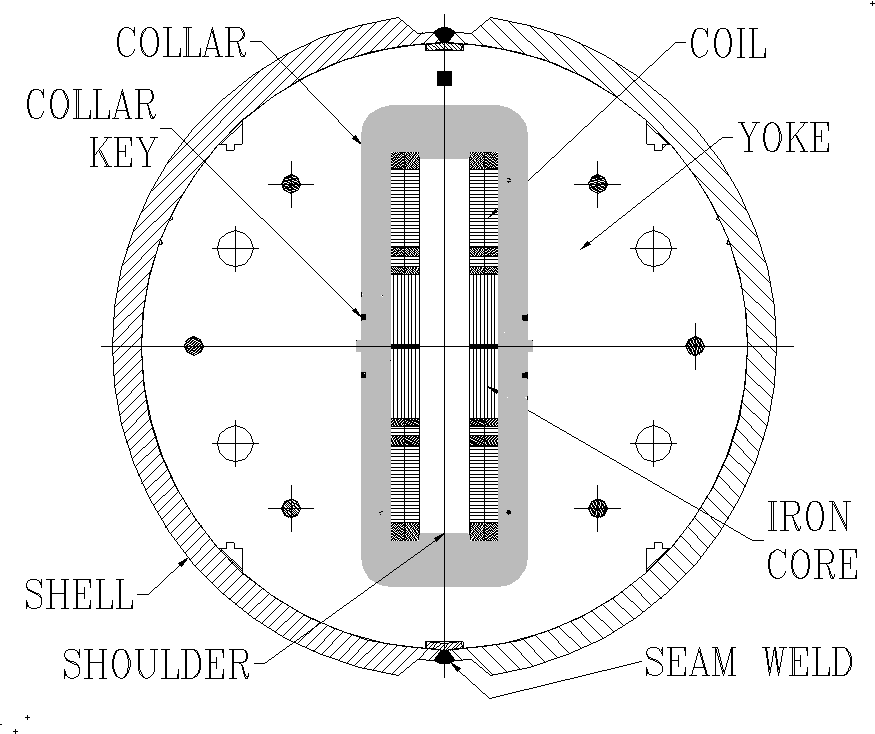 COLLAR
COIL
COLLAR
KEY
YOKE
IRON
CORE
SHELL
SHOULDER
SEAM WELD